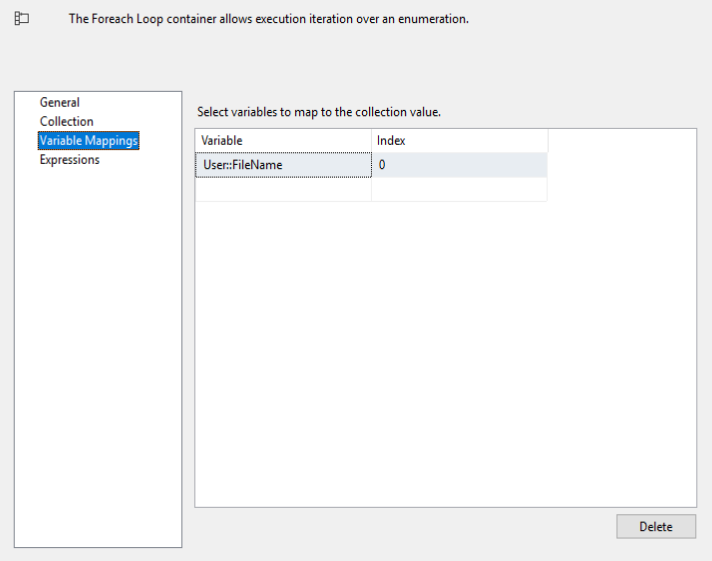 The Foreach Loop container allows execution iteration over an enumeration.
General
Collection
Variable Mappings
Expressions
Select variables to map to the collection value.
Variable Index
User::FileName 0
Delete